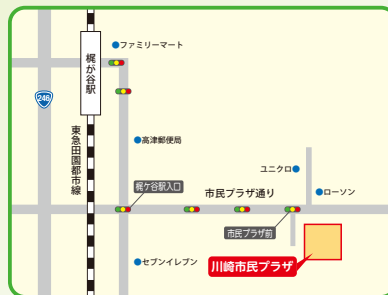 ファミリーマート
梶が谷駅
246
東急田園都市線
高津郵便局
ユニクロ
梶ケ谷駅入口
市民プラザ通り
ローソン
市民プラザ前
セブンイレブン
川崎市民プラザ